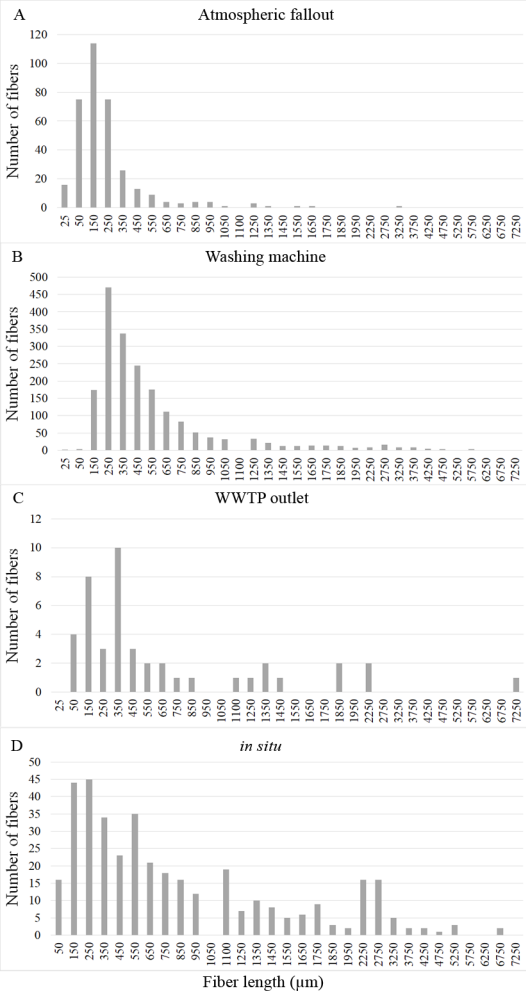 A
Atmospheric fallout
Number of fibers
120
100
80
60
40
20
0
25 50 150 250 350 450 550 650 750 850 950 1050 1100 1250 1350 1450 1550 1650 1750 1850 1950 2250 2750 3250 3750 4250 4750 5250 5750 6250 6750 7250
B
Washing machine
Number of fibers
500
450
400
350
300
250
200
150
100
50
0
25 50 150 250 350 450 550 650 750 850 950 1050 1100 1250 1350 1450 1550 1650 1750 1850 1950 2250 2750 3250 3750 4250 4750 5250 5750 6250 6750 7250
C
WWTP outlet
Number of fibers
12
10
8
6
4
2
0
25 50 150 250 350 450 550 650 750 850 950 1050 1100 1250 1350 1450 1550 1650 1750 1850 1950 2250 2750 3250 3750 4250 4750 5250 5750 6250 6750 7250
D
in situ
Number of fibers
50
45
40
35
30
25
20
15
10
5
0
50 150 250 350 450 550 650 750 850 950 1050 1100 1250 1350 1450 1550 1650 1750 1850 1950 2250 2750 3250 3750 4250 4750 5250 5750 6250 6750 7250
Fiber length (µm)